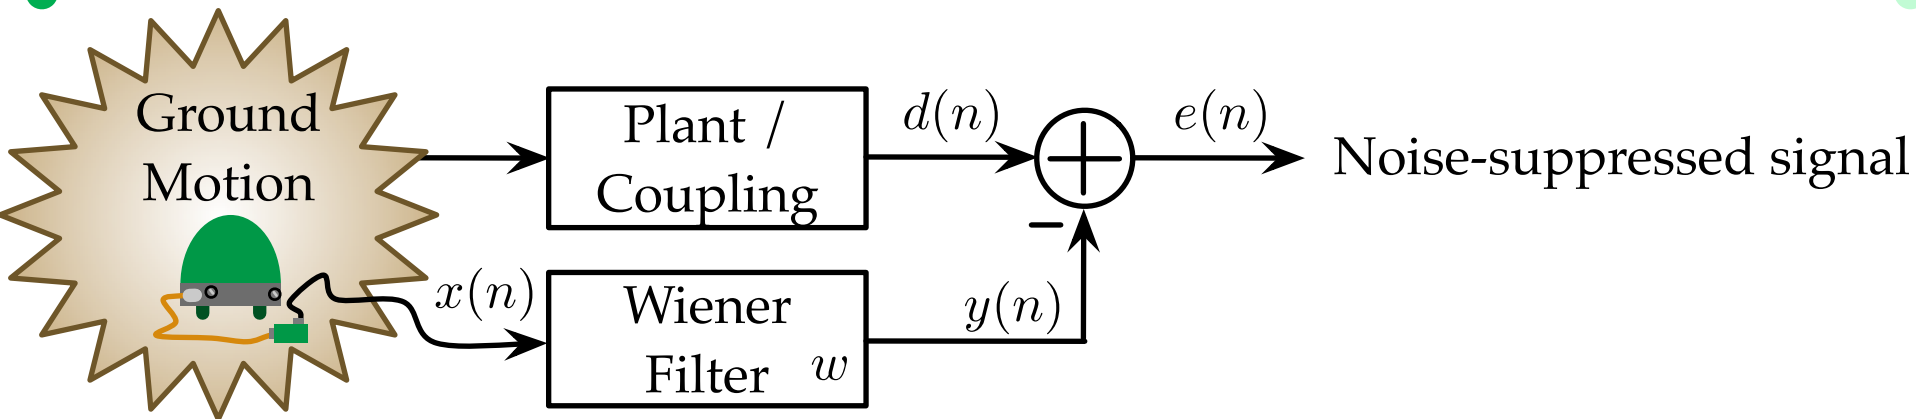 Ground
Motion
Plant /
Coupling
d(n)
e(n)
Noise-suppressed signal
−
x(n)
Wiener
Filter w
y(n)